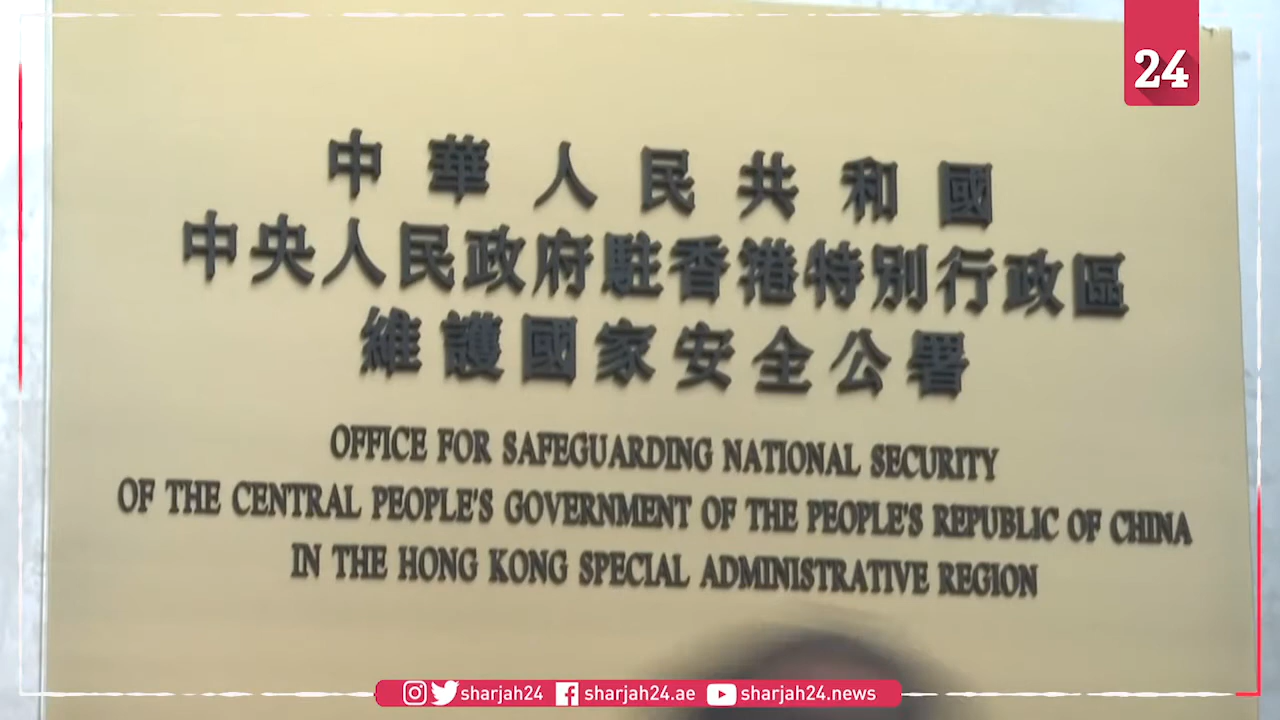 24
中華人民共和國
中央人民政府駐香港特別行政區
維護國家安全公署
OFFICE FOR SAFEGUARDING NATIONAL SECURITY
OF THE CENTRAL PEOPLE'S GOVERNMENT OF THE PEOPLE'S REPUBLIC OF CHINA
IN THE HONG KONG SPECIAL ADMINISTRATIVE REGION
sharjah24 sharjah24.ae sharjah24.news